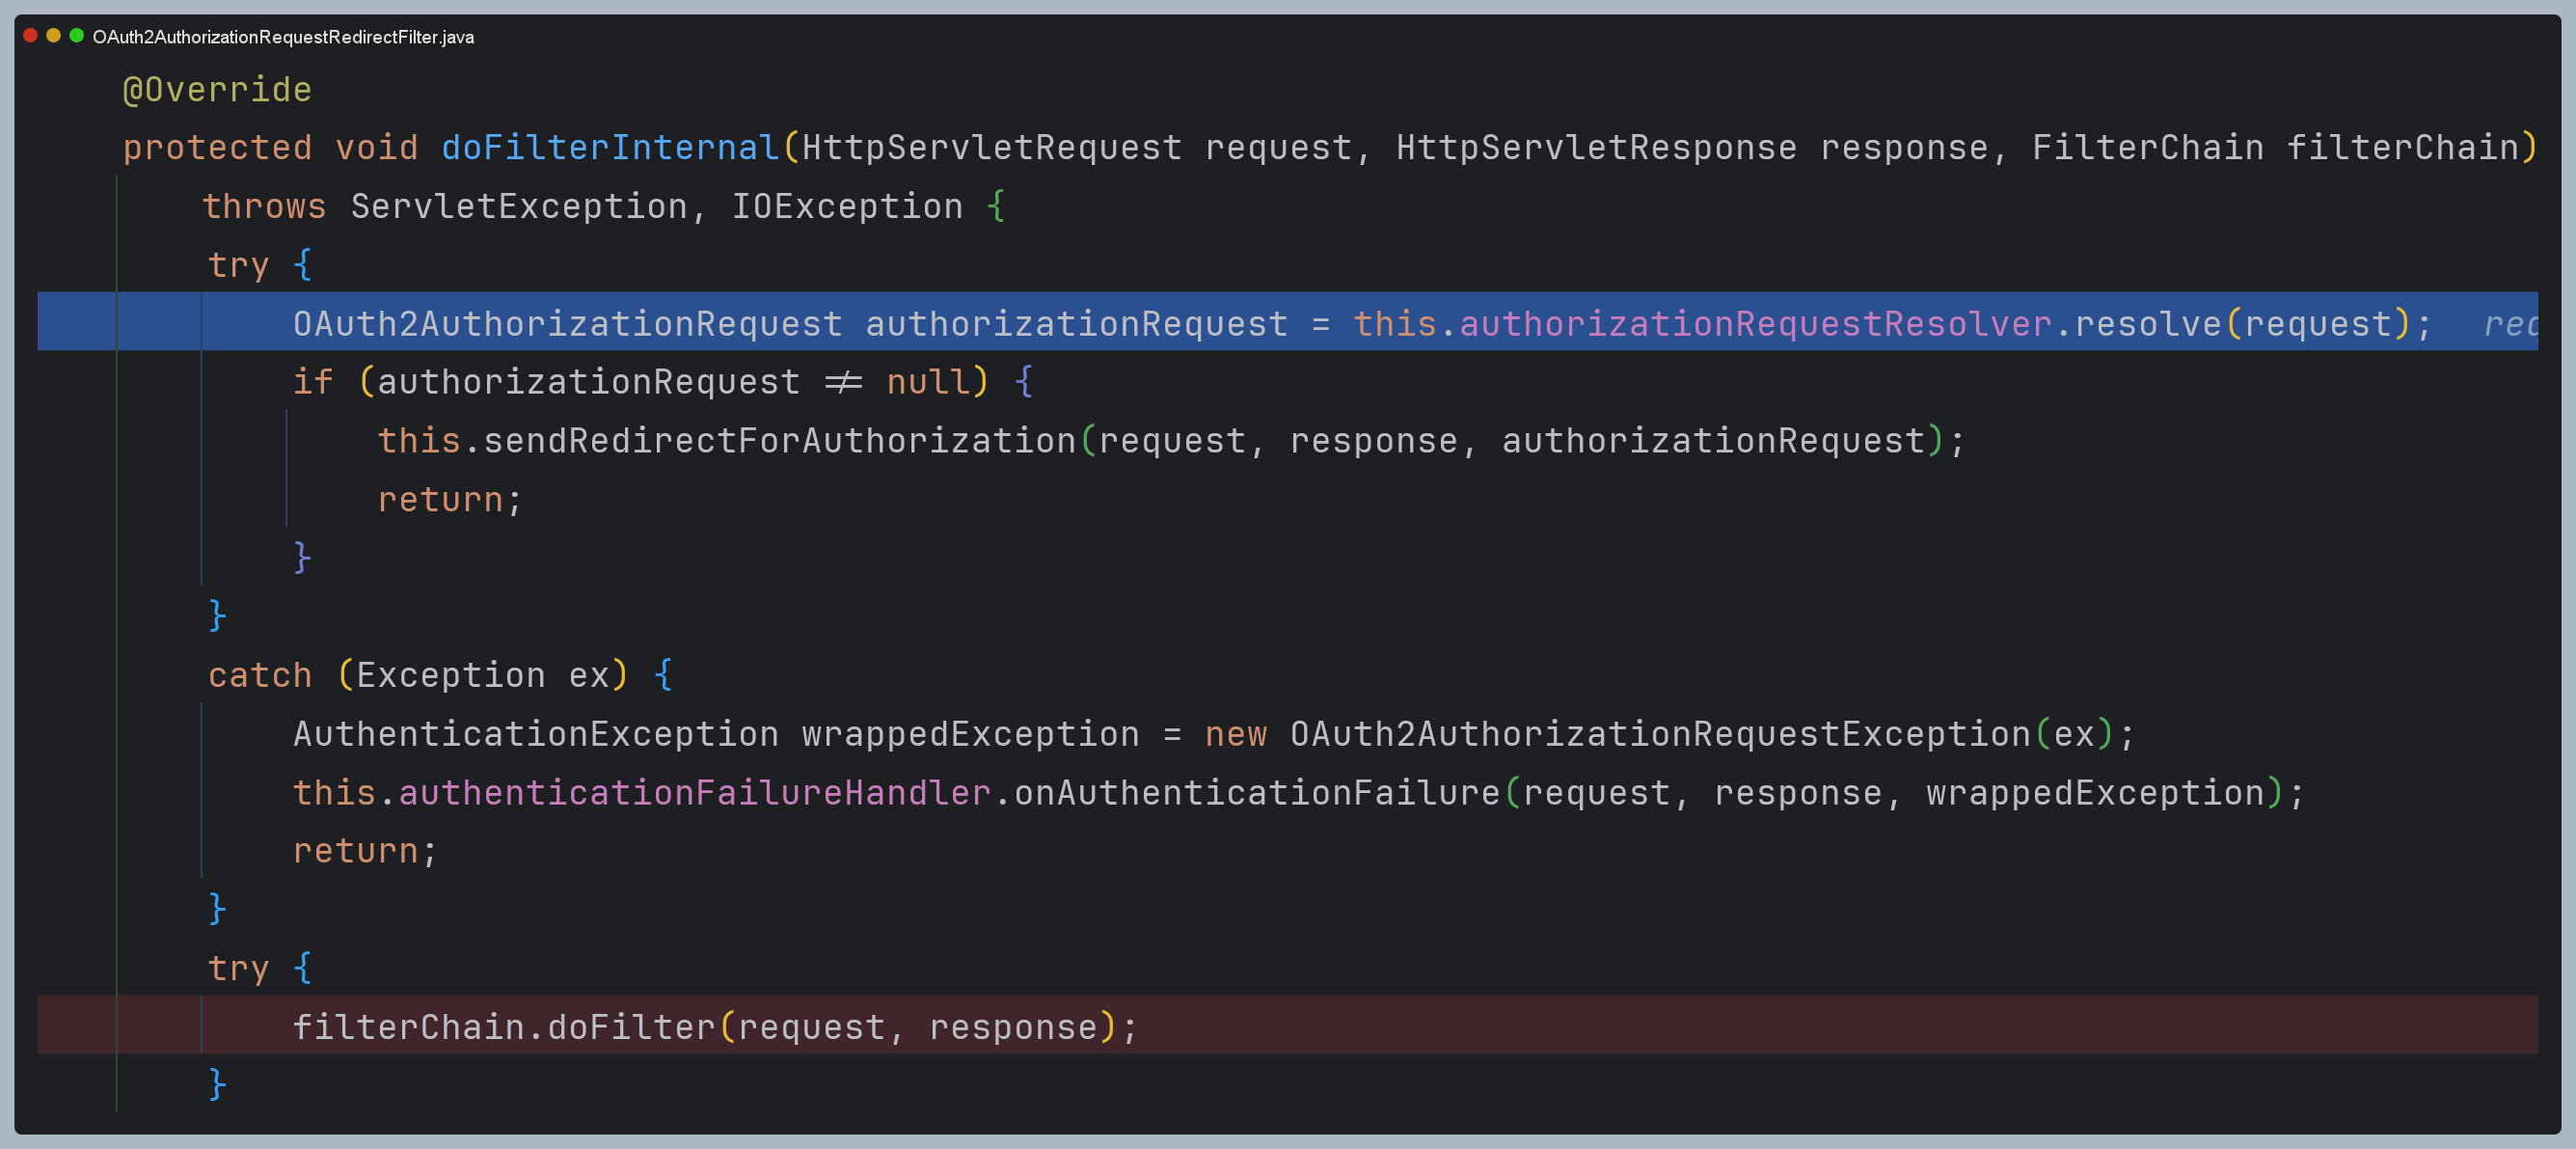 OAuth2AuthorizationRequestRedirectFilter.java
@Override
protected void doFilterInternal(HttpServletRequest request, HttpServletResponse response, FilterChain filterChain)
throws ServletException, IOException {
try {
OAuth2AuthorizationRequest authorizationRequest = this.authorizationRequestResolver.resolve(request);
if (authorizationRequest != null) {
this.sendRedirectForAuthorization(request, response, authorizationRequest);
return;
}
}
catch (Exception ex) {
AuthenticationException wrappedException = new OAuth2AuthorizationRequestException(ex);
this.authenticationFailureHandler.onAuthenticationFailure(request, response, wrappedException);
return;
}
try {
filterChain.doFilter(request, response);
}